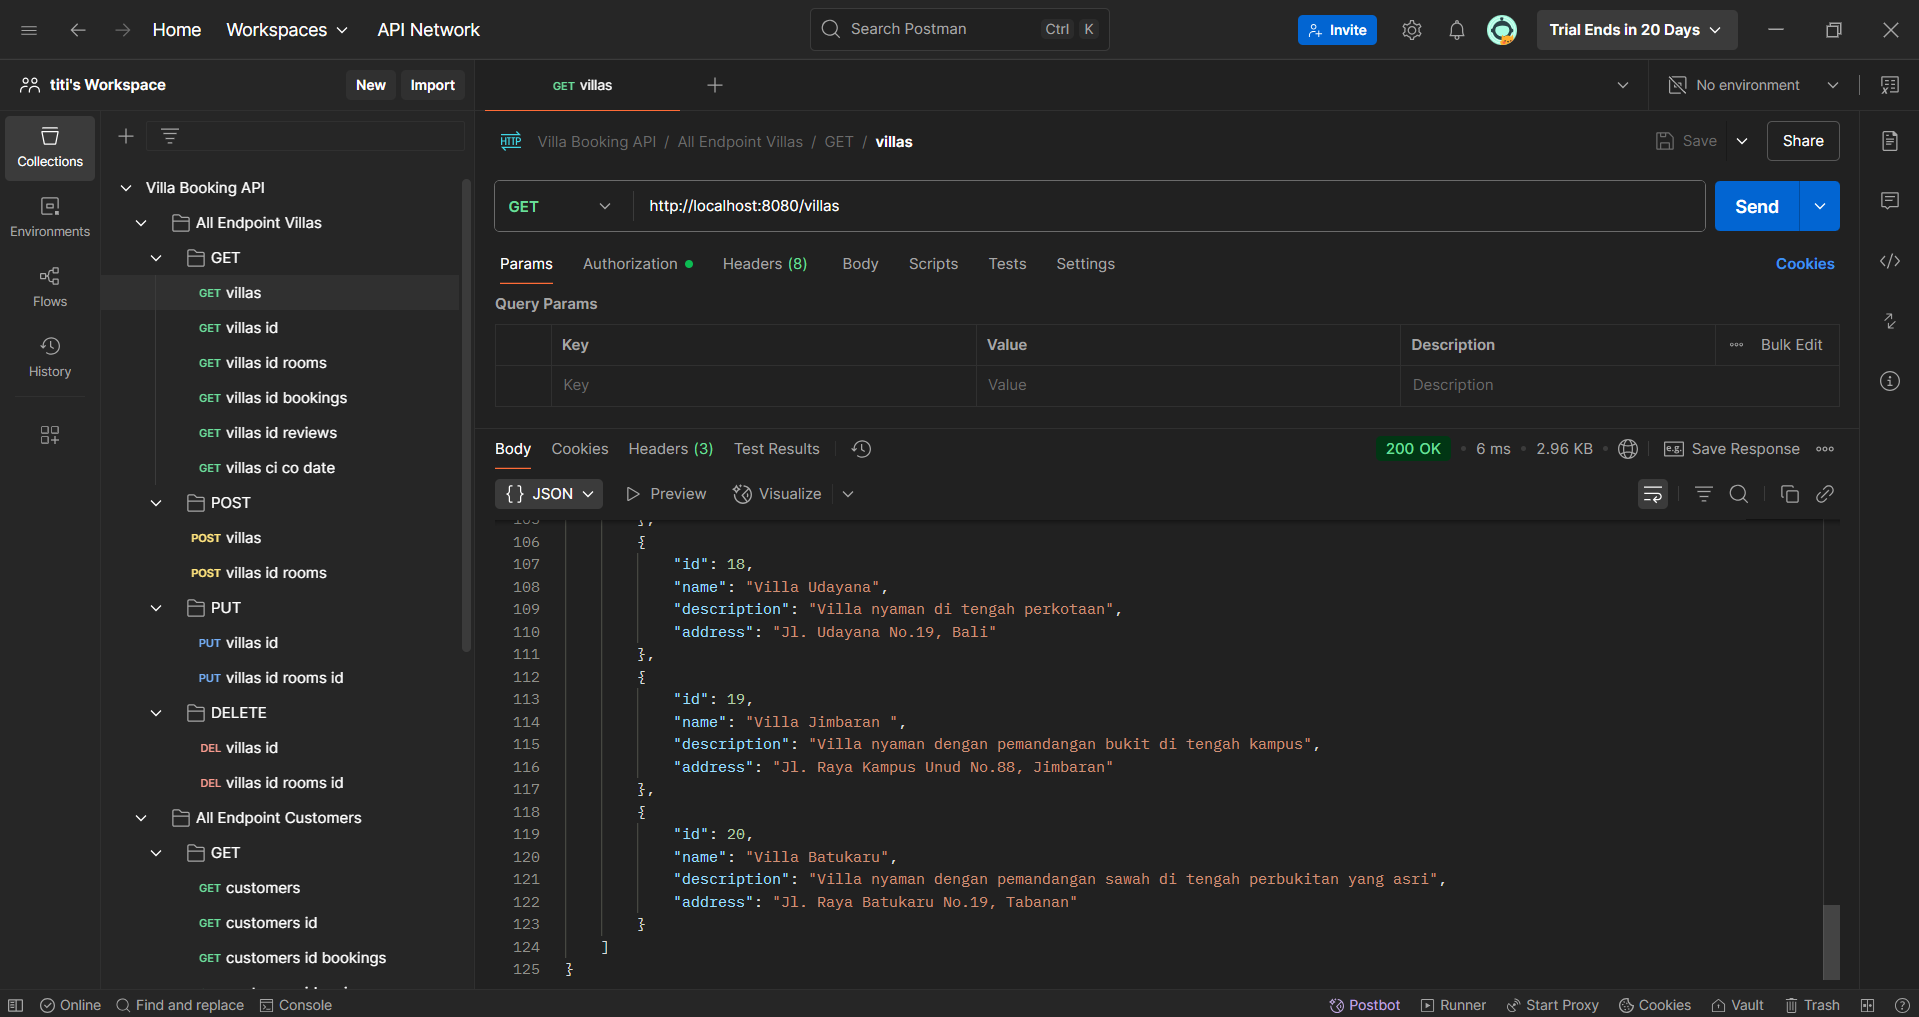 Home Workspaces API Network Search Postman Ctrl K Invite Trial Ends in 20 Days
titi's Workspace New Import GET villas No environment
Collections
Environments
Flows
History
Villa Booking API
All Endpoint Villas
GET
GET villas
GET villas id
GET villas id rooms
GET villas id bookings
GET villas id reviews
GET villas ci co date
POST
POST villas
POST villas id rooms
PUT
PUT villas id
PUT villas id rooms id
DELETE
DEL villas id
DEL villas id rooms id
All Endpoint Customers
GET
GET customers
GET customers id
GET customers id bookings
HTTP Villa Booking API / All Endpoint Villas / GET / villas Save Share
GET http://localhost:8080/villas Send
Params Authorization Headers (8) Body Scripts Tests Settings Cookies
Query Params
Key Value Description Bulk Edit
Key Value Description
Body Cookies Headers (3) Test Results 200 OK 6 ms 2.96 KB e.g. Save Response
{} JSON Preview Visualize
105 },
106 {
107 "id": 18,
108 "name": "Villa Udayana",
109 "description": "Villa nyaman di tengah perkotaan",
110 "address": "Jl. Udayana No.19, Bali"
111 },
112 {
113 "id": 19,
114 "name": "Villa Jimbaran ",
115 "description": "Villa nyaman dengan pemandangan bukit di tengah kampus",
116 "address": "Jl. Raya Kampus Unud No.88, Jimbaran"
117 },
118 {
119 "id": 20,
120 "name": "Villa Batukaru",
121 "description": "Villa nyaman dengan pemandangan sawah di tengah perbukitan yang asri",
122 "address": "Jl. Raya Batukaru No.19, Tabanan"
123 }
124 ]
125 }
Online Find and replace Console Postbot Runner Start Proxy Cookies Vault Trash